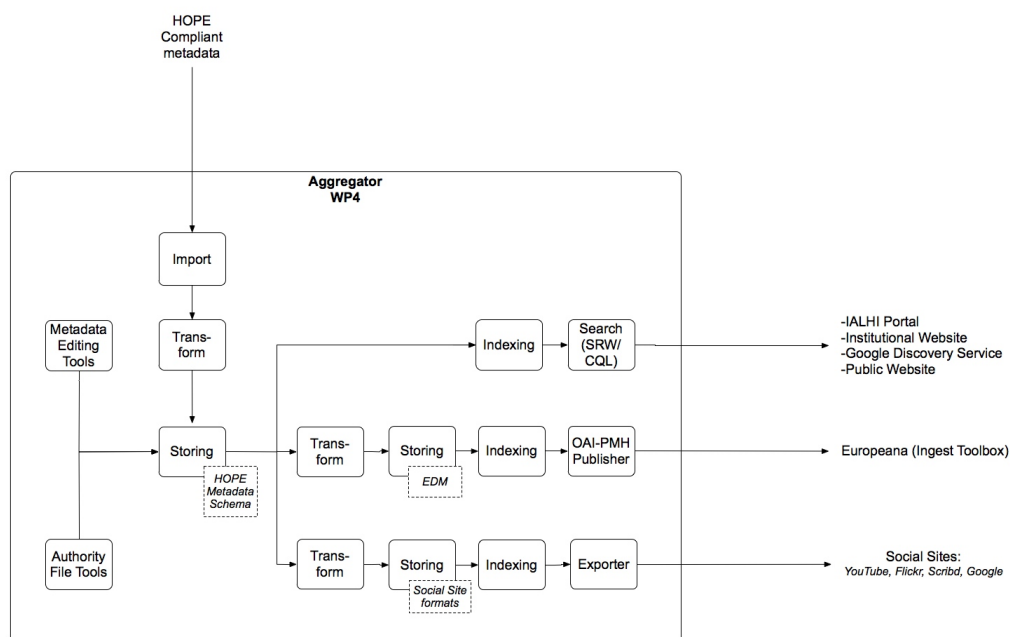 HOPE
Compliant
metadata
Aggregator
WP4
Import
Metadata
Editing
Tools
Trans-
form
Indexing
Search
(SRW/
CQL)
-IALHI Portal
-Institutional Website
-Google Discovery Service
-Public Website
Storing
HOPE
Metadata
Schema
Trans-
form
Storing
EDM
Indexing
OAI-PMH
Publisher
Europeana (Ingest Toolbox)
Authority
File Tools
Trans-
form
Storing
Social Site
formats
Indexing
Exporter
Social Sites:
YouTube, Flickr, Scribd, Google